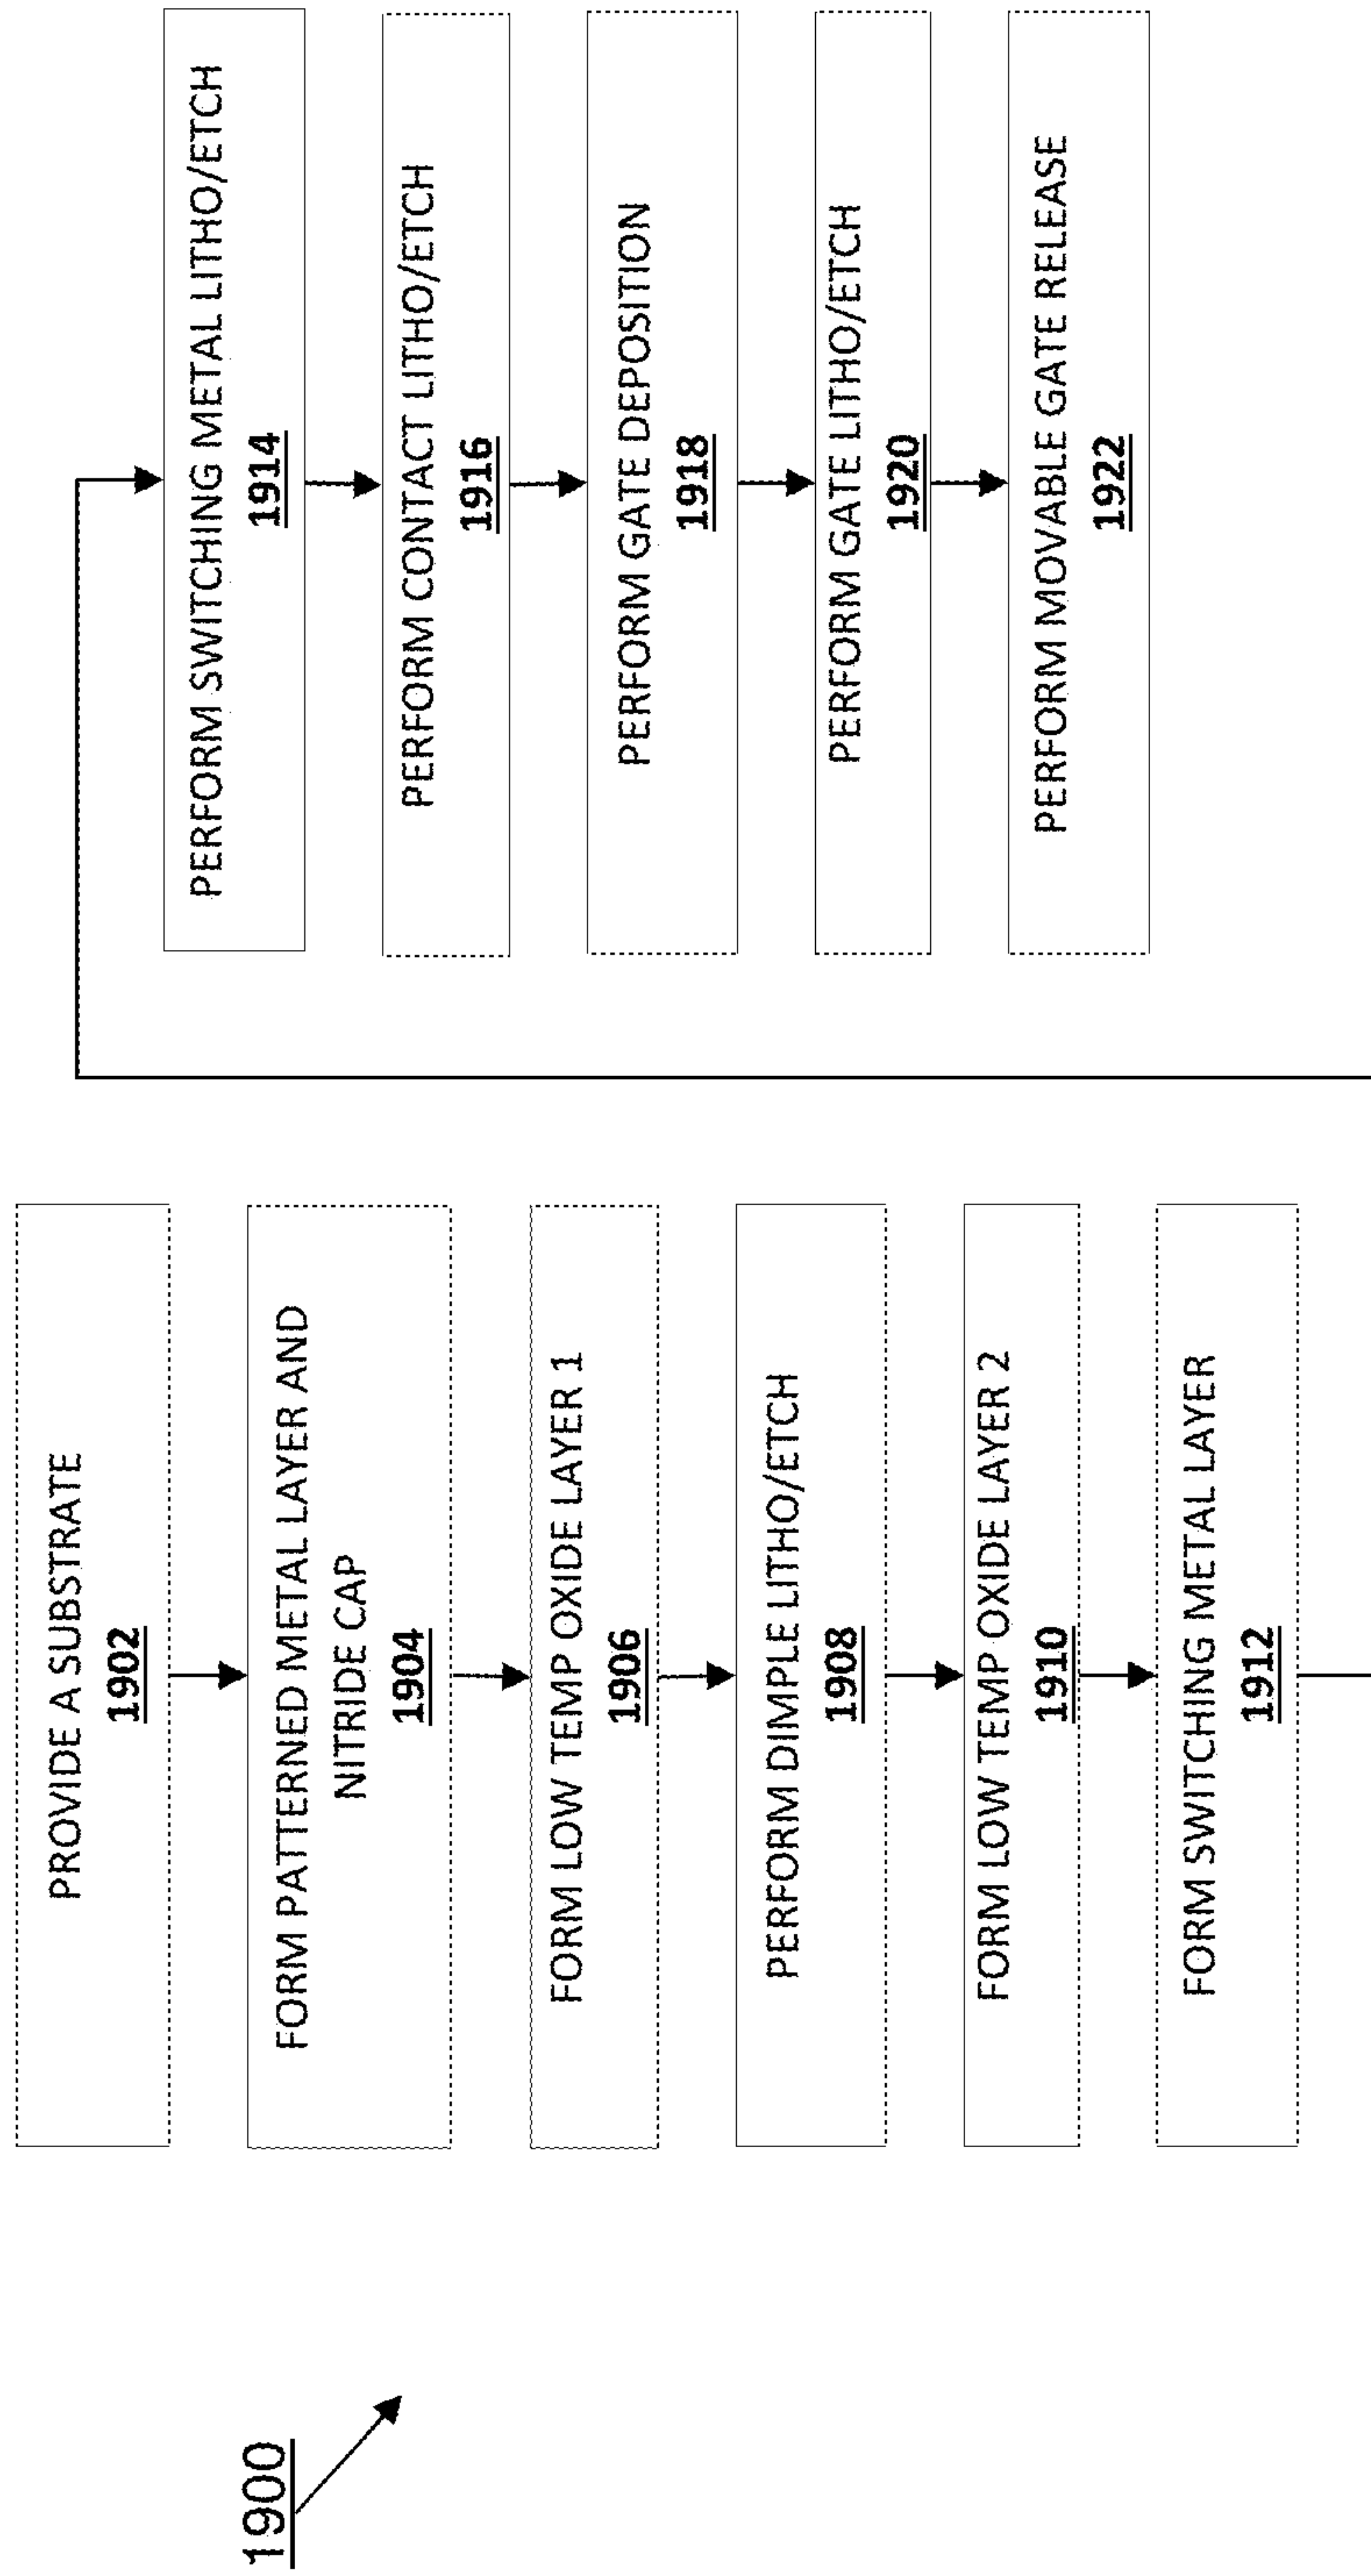 1900
PROVIDE A SUBSTRATE
1902
FORM PATTERNED METAL LAYER AND
NITRIDE CAP
1904
FORM LOW TEMP OXIDE LAYER 1
1906
PERFORM DIMPLE LITHO/ETCH
1908
FORM LOW TEMP OXIDE LAYER 2
1910
FORM SWITCHING METAL LAYER
1912
PERFORM SWITCHING METAL LITHO/ETCH
1914
PERFORM CONTACT LITHO/ETCH
1916
PERFORM GATE DEPOSITION
1918
PERFORM GATE LITHO/ETCH
1920
PERFORM MOVABLE GATE RELEASE
1922